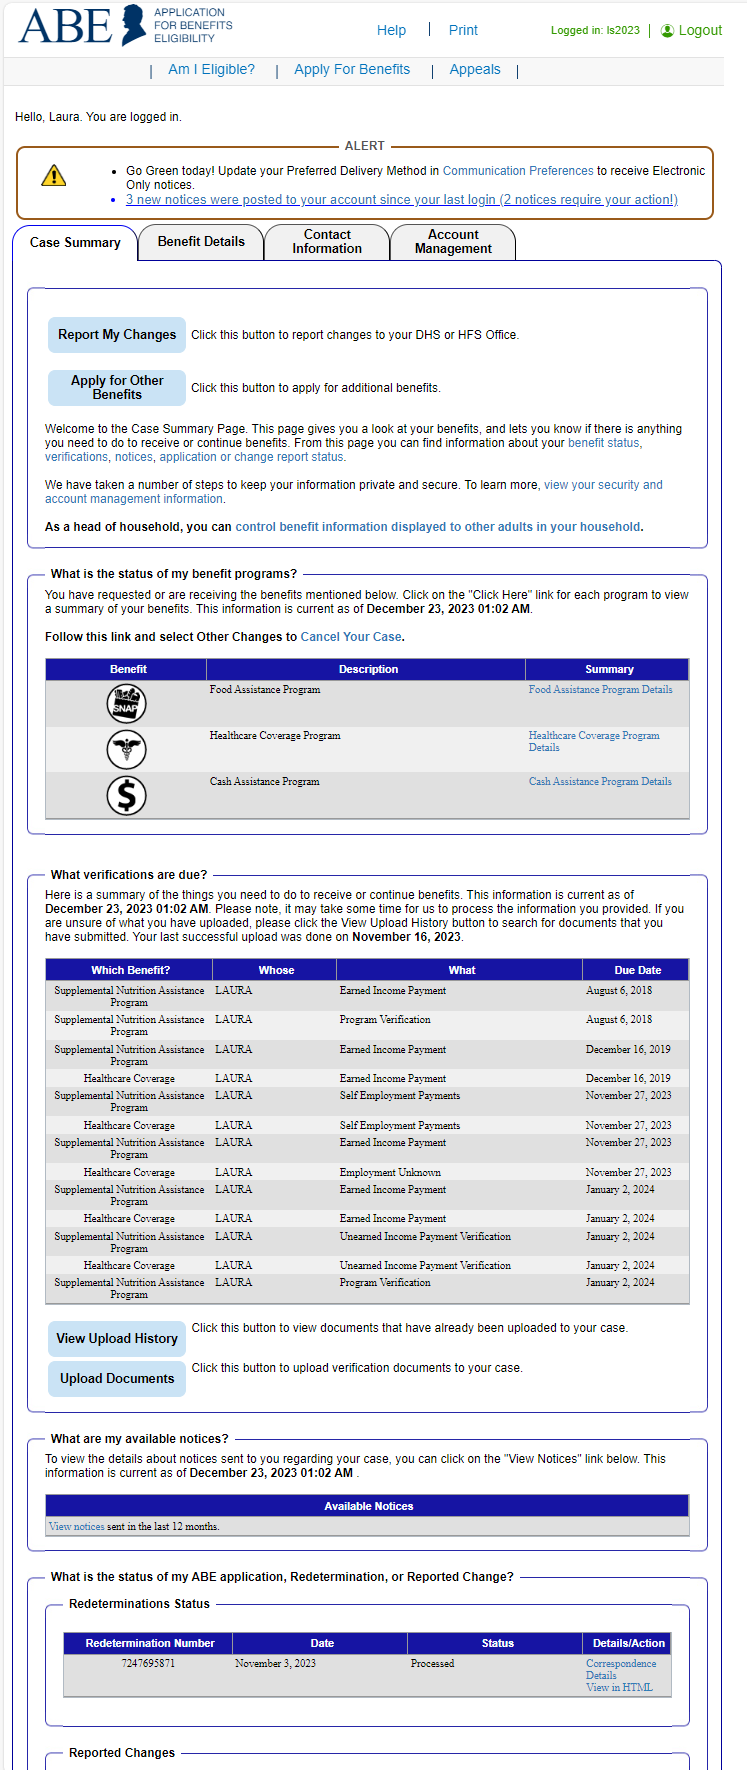 ABE
APPLICATION
FOR BENEFITS
ELIGIBILITY
Help | Print
Logged in: ls2023 | Logout
| Am I Eligible? | Apply For Benefits | Appeals |
Hello, Laura. You are logged in.
ALERT
• Go Green today! Update your Preferred Delivery Method in Communication Preferences to receive Electronic
Only notices.
• 3 new notices were posted to your account since your last login (2 notices require your action!)
Case Summary
Benefit Details
Contact
Information
Account
Management
Report My Changes Click this button to report changes to your DHS or HFS Office.
Apply for Other
Benefits
Click this button to apply for additional benefits.
Welcome to the Case Summary Page. This page gives you a look at your benefits, and lets you know if there is anything
you need to do to receive or continue benefits. From this page you can find information about your benefit status,
verifications, notices, application or change report status.
We have taken a number of steps to keep your information private and secure. To learn more, view your security and
account management information.
As a head of household, you can control benefit information displayed to other adults in your household.
What is the status of my benefit programs?
You have requested or are receiving the benefits mentioned below. Click on the "Click Here" link for each program to view
a summary of your benefits. This information is current as of December 23, 2023 01:02 AM.
Follow this link and select Other Changes to Cancel Your Case.
Benefit Description Summary
SNAP
Food Assistance Program Food Assistance Program Details
Healthcare Coverage Program Healthcare Coverage Program
Details
$
Cash Assistance Program Cash Assistance Program Details
What verifications are due?
Here is a summary of the things you need to do to receive or continue benefits. This information is current as of
December 23, 2023 01:02 AM. Please note, it may take some time for us to process the information you provided. If you
are unsure of what you have uploaded, please click the View Upload History button to search for documents that you
have submitted. Your last successful upload was done on November 16, 2023.
Which Benefit? Whose What Due Date
Supplemental Nutrition Assistance LAURA Earned Income Payment August 6, 2018
Program
Supplemental Nutrition Assistance LAURA Program Verification August 6, 2018
Program
Supplemental Nutrition Assistance LAURA Earned Income Payment December 16, 2019
Program
Healthcare Coverage LAURA Earned Income Payment December 16, 2019
Supplemental Nutrition Assistance LAURA Self Employment Payments November 27, 2023
Program
Healthcare Coverage LAURA Self Employment Payments November 27, 2023
Supplemental Nutrition Assistance LAURA Earned Income Payment November 27, 2023
Program
Healthcare Coverage LAURA Employment Unknown November 27, 2023
Supplemental Nutrition Assistance LAURA Earned Income Payment January 2, 2024
Program
Healthcare Coverage LAURA Earned Income Payment January 2, 2024
Supplemental Nutrition Assistance LAURA Unearned Income Payment Verification January 2, 2024
Program
Healthcare Coverage LAURA Unearned Income Payment Verification January 2, 2024
Supplemental Nutrition Assistance LAURA Program Verification January 2, 2024
Program
View Upload History Click this button to view documents that have already been uploaded to your case.
Upload Documents Click this button to upload verification documents to your case.
What are my available notices?
To view the details about notices sent to you regarding your case, you can click on the "View Notices" link below. This
information is current as of December 23, 2023 01:02 AM .
Available Notices
View notices sent in the last 12 months.
What is the status of my ABE application, Redetermination, or Reported Change?
Redeterminations Status
Redetermination Number Date Status Details/Action
7247695871 November 3, 2023 Processed Correspondence
Details
View in HTML
Reported Changes